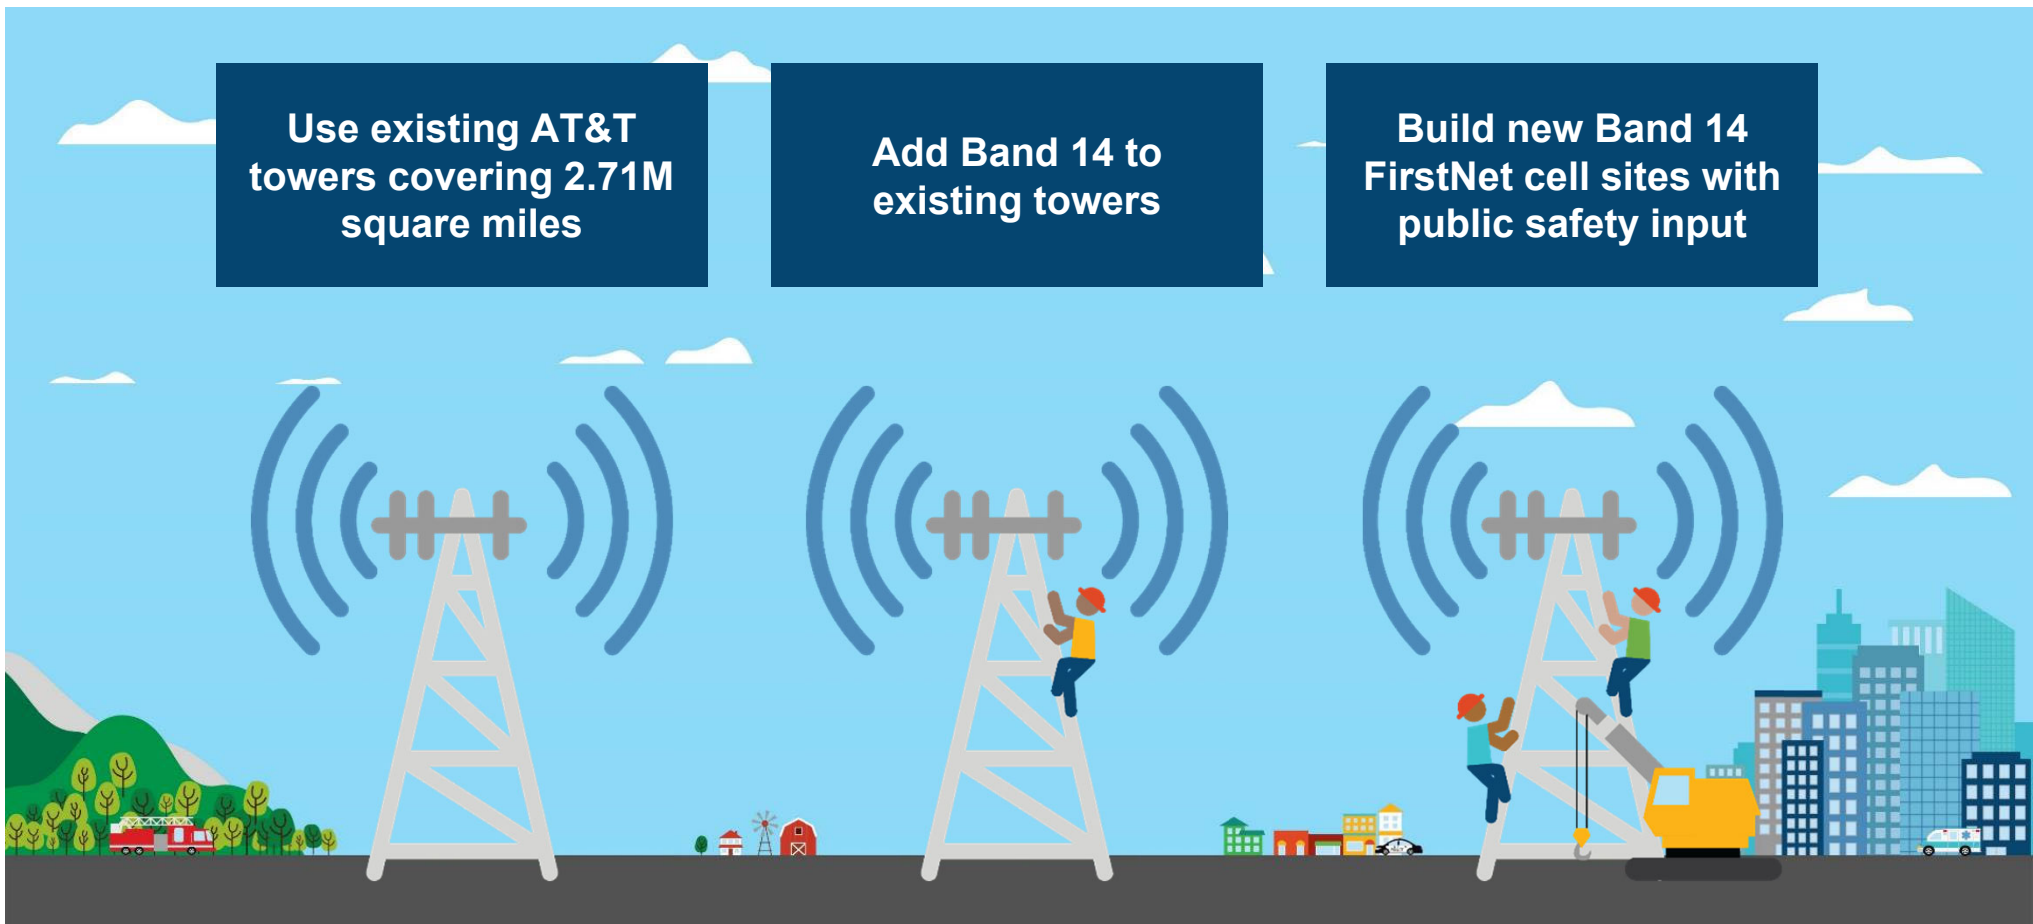 Use existing AT&T
towers covering 2.71M
square miles
Add Band 14 to
existing towers
Build new Band 14
FirstNet cell sites with
public safety input